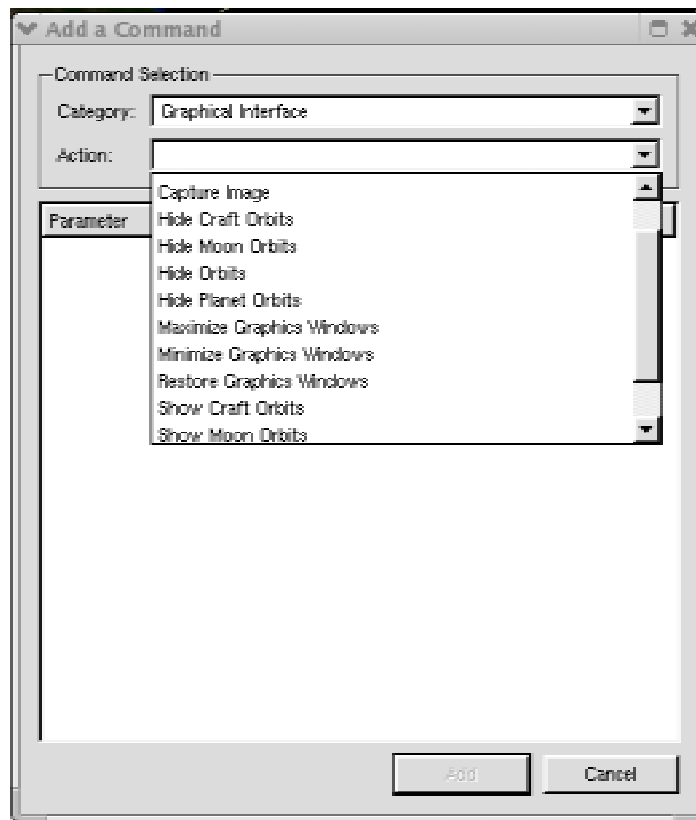 Add a Command
Command Selection
Category: Graphical Interface
Action:
Capture Image
Parameter
Hide Craft Orbits
Hide Moon Orbits
Hide Orbits
Hide Planet Orbits
Maximize Graphics Windows
Minimize Graphics Windows
Restore Graphics Windows
Show Craft Orbits
Show Moon Orbits
Add
Cancel